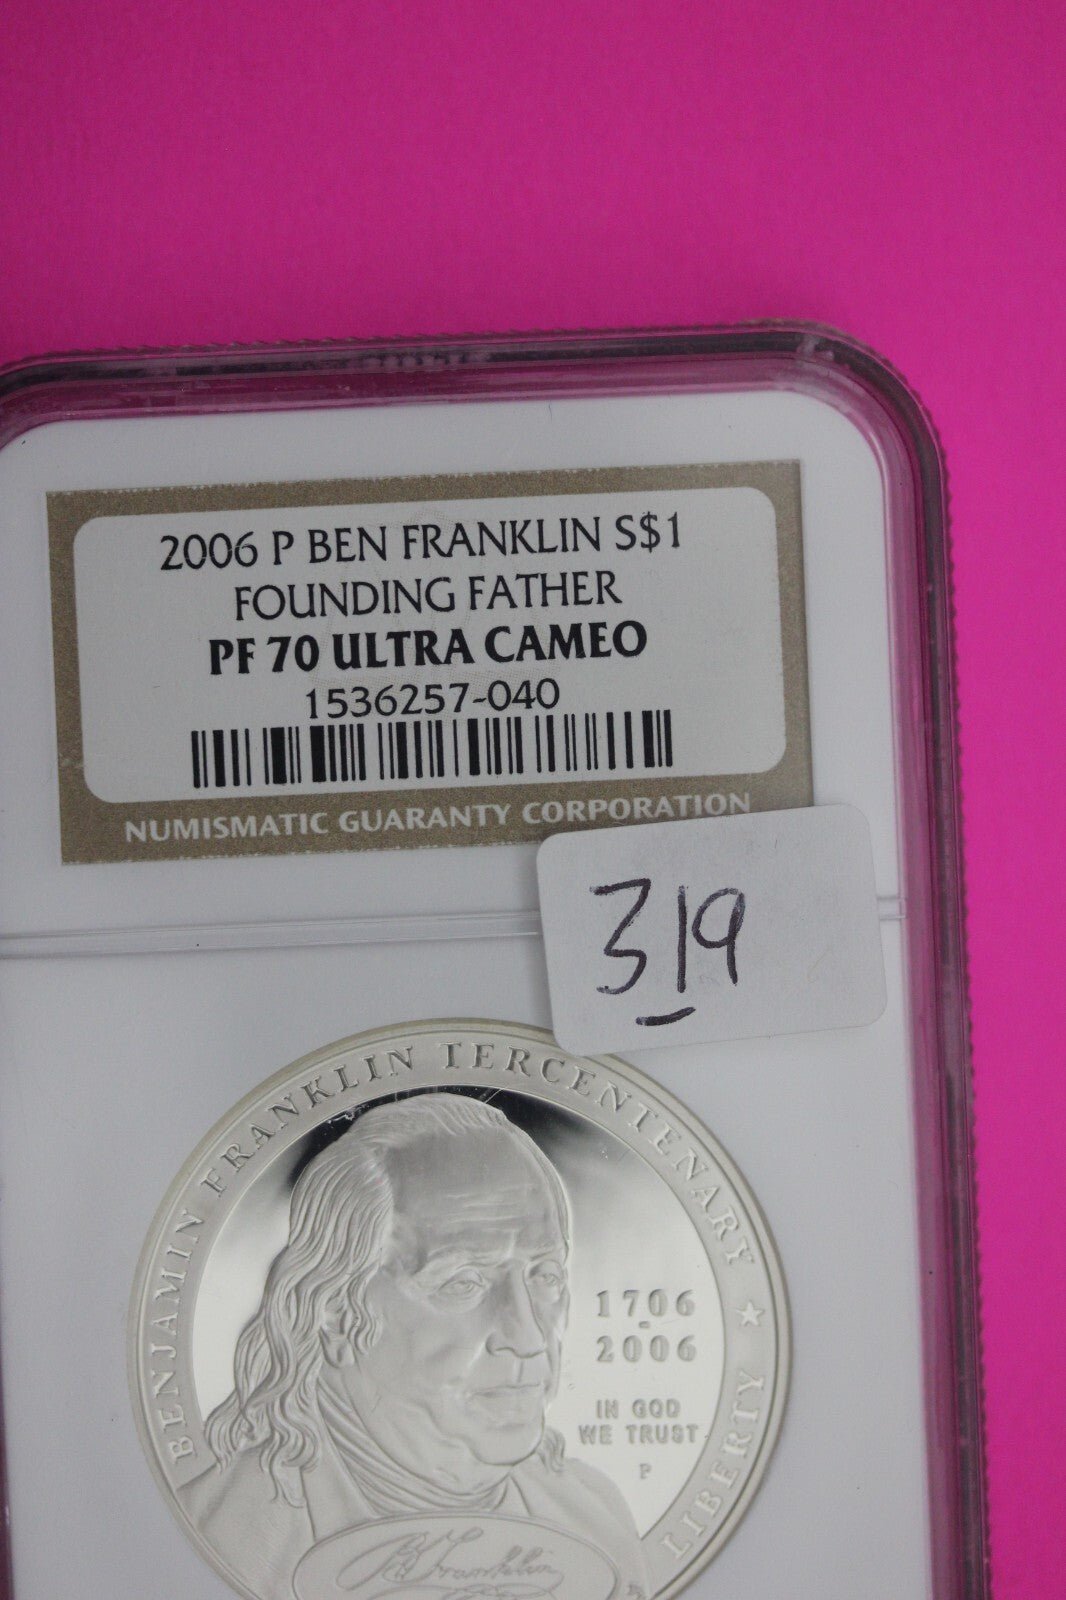 2006 P BEN FRANKLIN S$1
FOUNDING FATHER
PF 70 ULTRA CAMEO
1536257-040
NUMISMATIC GUARANTY CORPORATION
319
BENJAMIN FRANKLIN TERCENTENARY ★ LIBERTY
1706
-
2006
IN GOD
WE TRUST
P
B Franklin